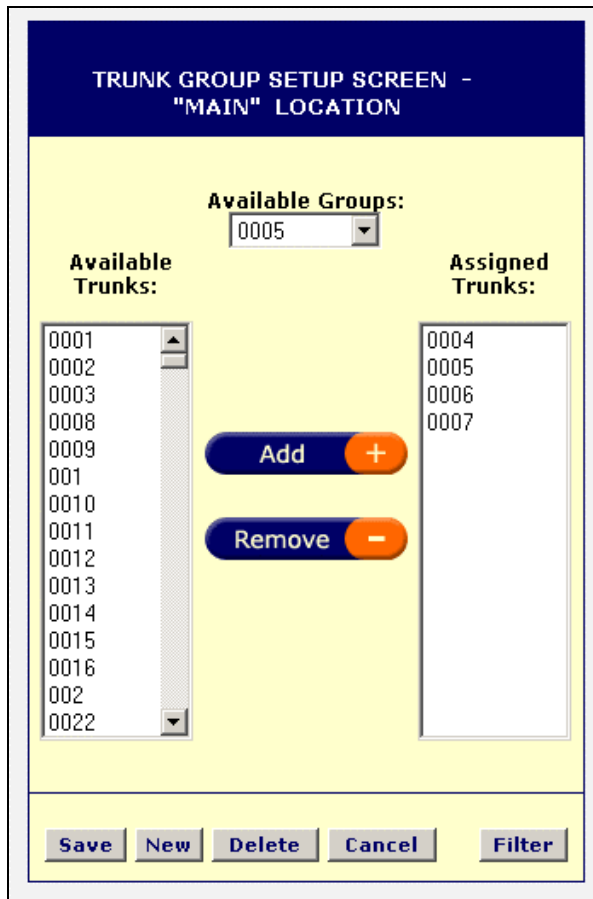 TRUNK GROUP SETUP SCREEN -
"MAIN" LOCATION
Available Groups:
0005
Available
Trunks:
0001
0002
0003
0008
0009
001
0010
0011
0012
0013
0014
0015
0016
002
0022
Add +
Remove -
Assigned
Trunks:
0004
0005
0006
0007
Save New Delete Cancel Filter